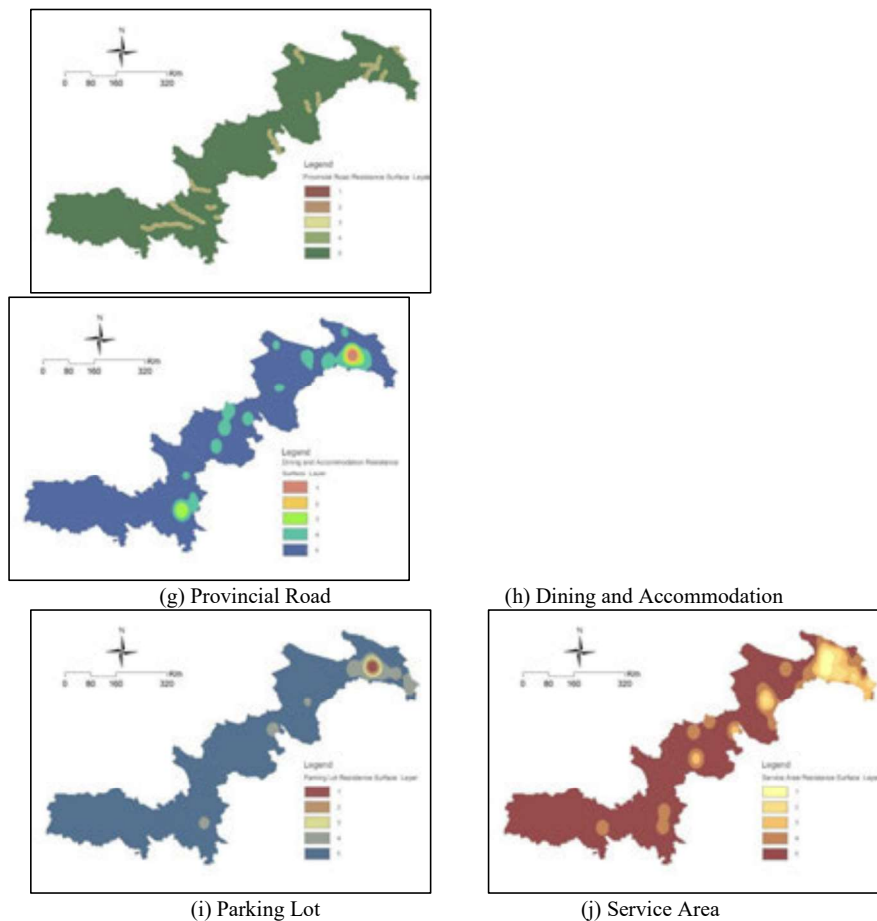 N
0 80 160 320 Km
Legend
Provincial Road Resistance Surface Layer
1
2
3
4
5
N
0 80 160 320 Km
Legend
Dining and Accommodation Resistance
Surface Layer
1
2
3
4
5
(g) Provincial Road (h) Dining and Accommodation
N
0 80 160 320 Km
Legend
Parking Lot Resistance Surface Layer
1
2
3
4
5
N
0 80 160 320 Km
Legend
Service Area Resistance Surface Layer
1
2
3
4
5
(i) Parking Lot (j) Service Area